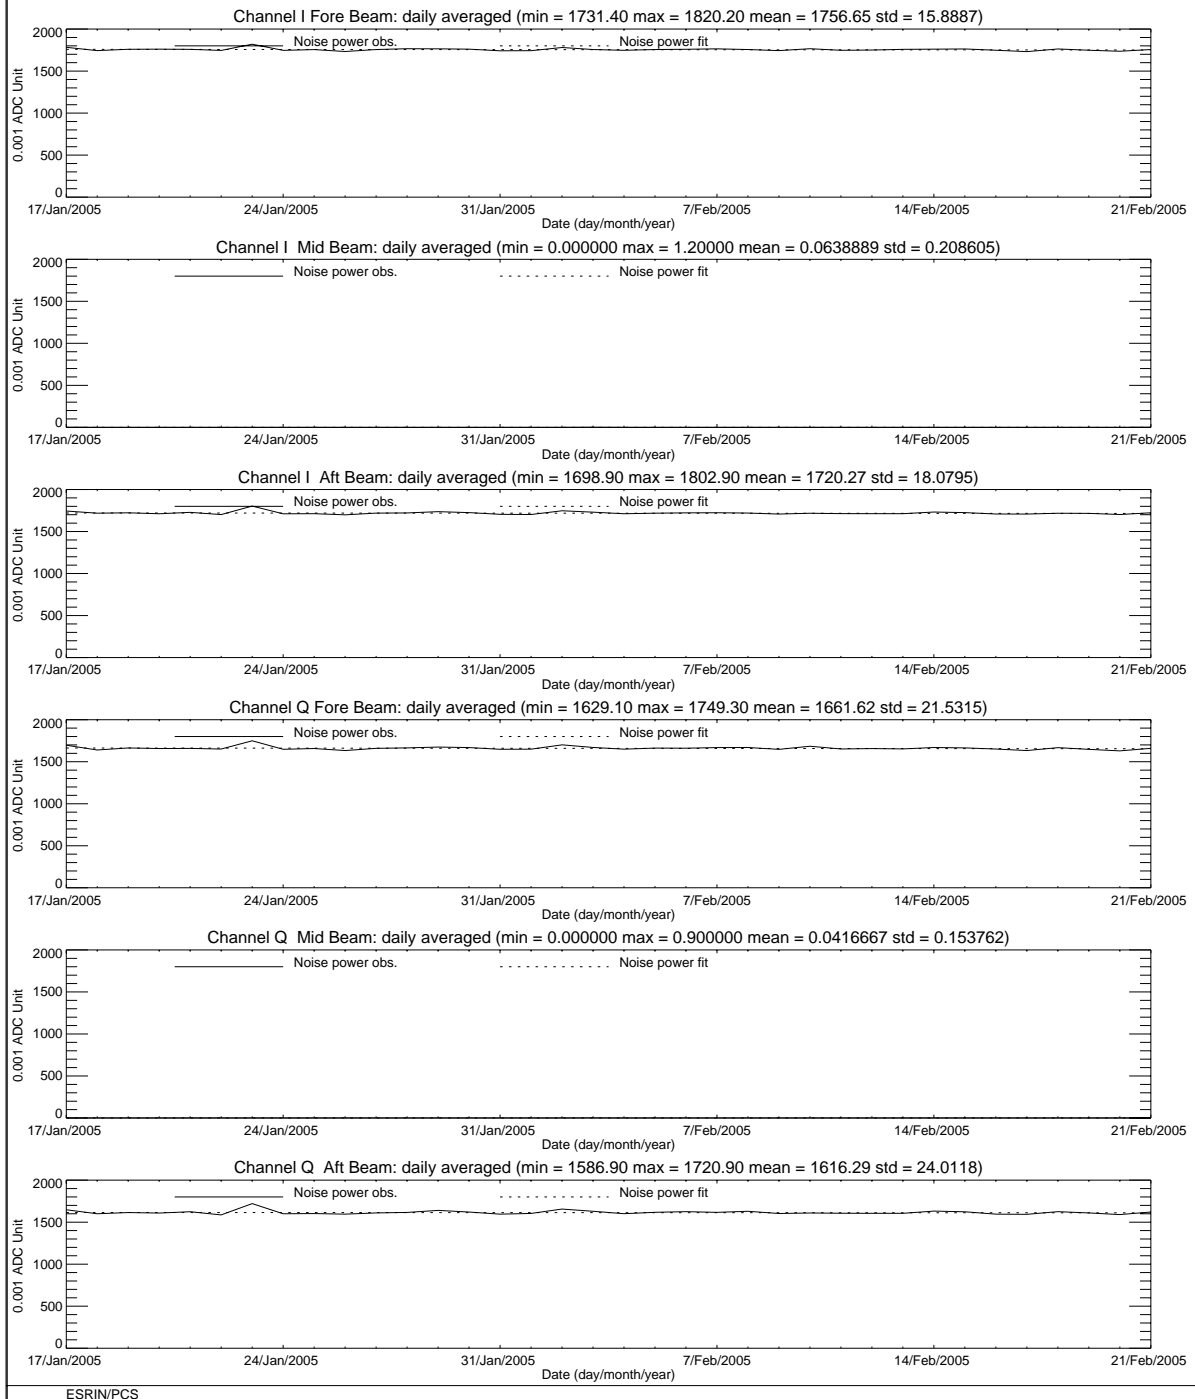 Channel I Fore Beam: daily averaged (min = 1731.40 max = 1820.20 mean = 1756.65 std = 15.8887)
2000
Noise power obs.
Noise power fit
1500
1000
500
0
0.001 ADC Unit
17/Jan/2005 24/Jan/2005 31/Jan/2005 7/Feb/2005 14/Feb/2005 21/Feb/2005
Date (day/month/year)
Channel I Mid Beam: daily averaged (min = 0.000000 max = 1.20000 mean = 0.0638889 std = 0.208605)
2000
Noise power obs.
Noise power fit
1500
1000
500
0
0.001 ADC Unit
17/Jan/2005 24/Jan/2005 31/Jan/2005 7/Feb/2005 14/Feb/2005 21/Feb/2005
Date (day/month/year)
Channel I Aft Beam: daily averaged (min = 1698.90 max = 1802.90 mean = 1720.27 std = 18.0795)
2000
Noise power obs.
Noise power fit
1500
1000
500
0
0.001 ADC Unit
17/Jan/2005 24/Jan/2005 31/Jan/2005 7/Feb/2005 14/Feb/2005 21/Feb/2005
Date (day/month/year)
Channel Q Fore Beam: daily averaged (min = 1629.10 max = 1749.30 mean = 1661.62 std = 21.5315)
2000
Noise power obs.
Noise power fit
1500
1000
500
0
0.001 ADC Unit
17/Jan/2005 24/Jan/2005 31/Jan/2005 7/Feb/2005 14/Feb/2005 21/Feb/2005
Date (day/month/year)
Channel Q Mid Beam: daily averaged (min = 0.000000 max = 0.900000 mean = 0.0416667 std = 0.153762)
2000
Noise power obs.
Noise power fit
1500
1000
500
0
0.001 ADC Unit
17/Jan/2005 24/Jan/2005 31/Jan/2005 7/Feb/2005 14/Feb/2005 21/Feb/2005
Date (day/month/year)
Channel Q Aft Beam: daily averaged (min = 1586.90 max = 1720.90 mean = 1616.29 std = 24.0118)
2000
Noise power obs.
Noise power fit
1500
1000
500
0
0.001 ADC Unit
17/Jan/2005 24/Jan/2005 31/Jan/2005 7/Feb/2005 14/Feb/2005 21/Feb/2005
Date (day/month/year)
ESRIN/PCS